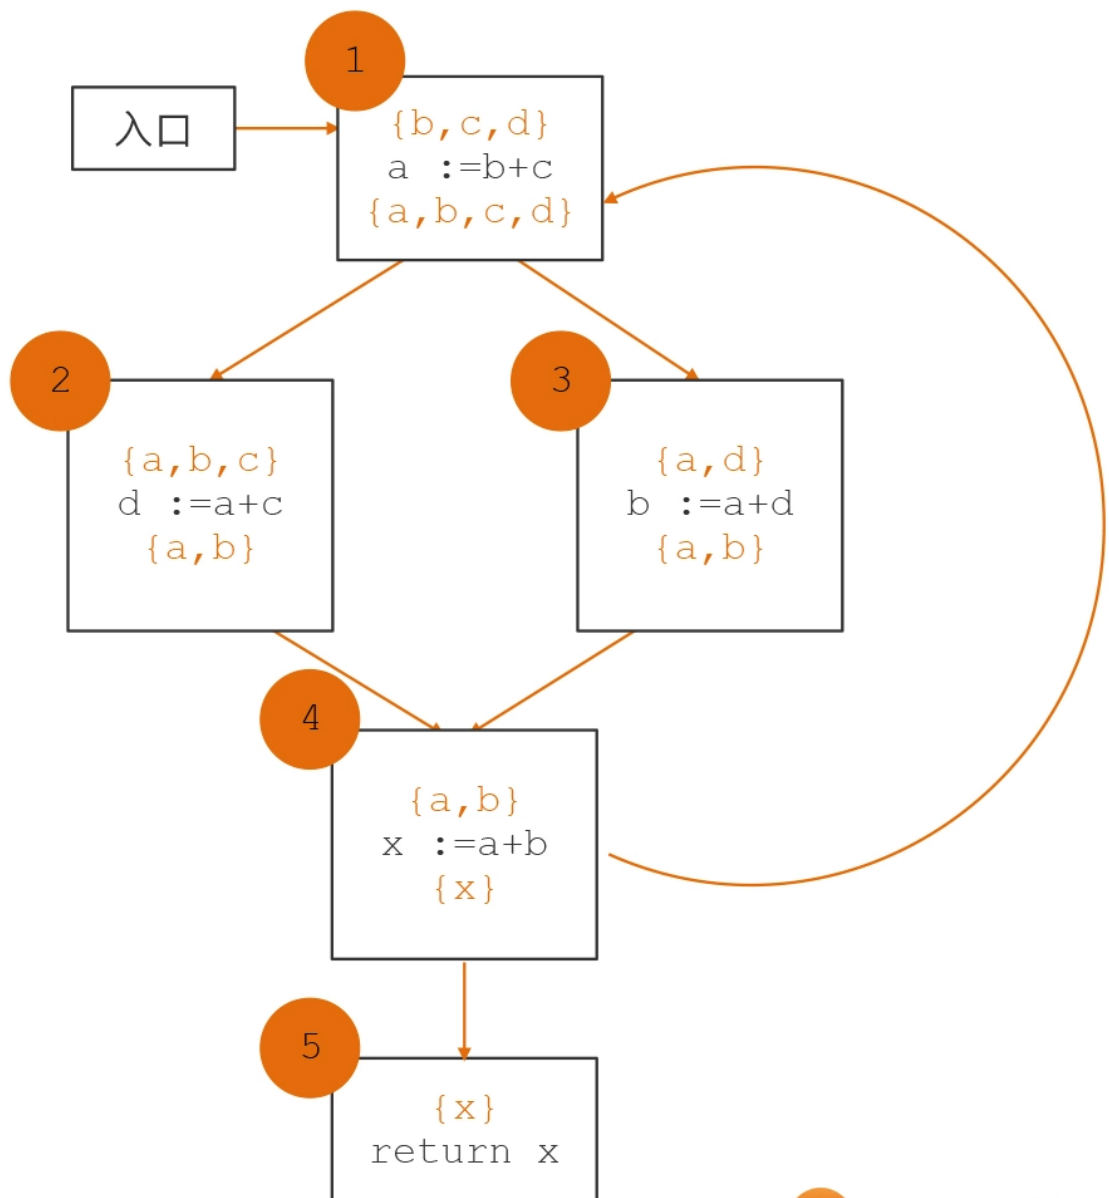 1
入口
{b,c,d}
a :=b+c
{a,b,c,d}
2
3
{a,b,c}
d :=a+c
{a,b}
{a,d}
b :=a+d
{a,b}
4
{a,b}
x :=a+b
{x}
5
{x}
return x